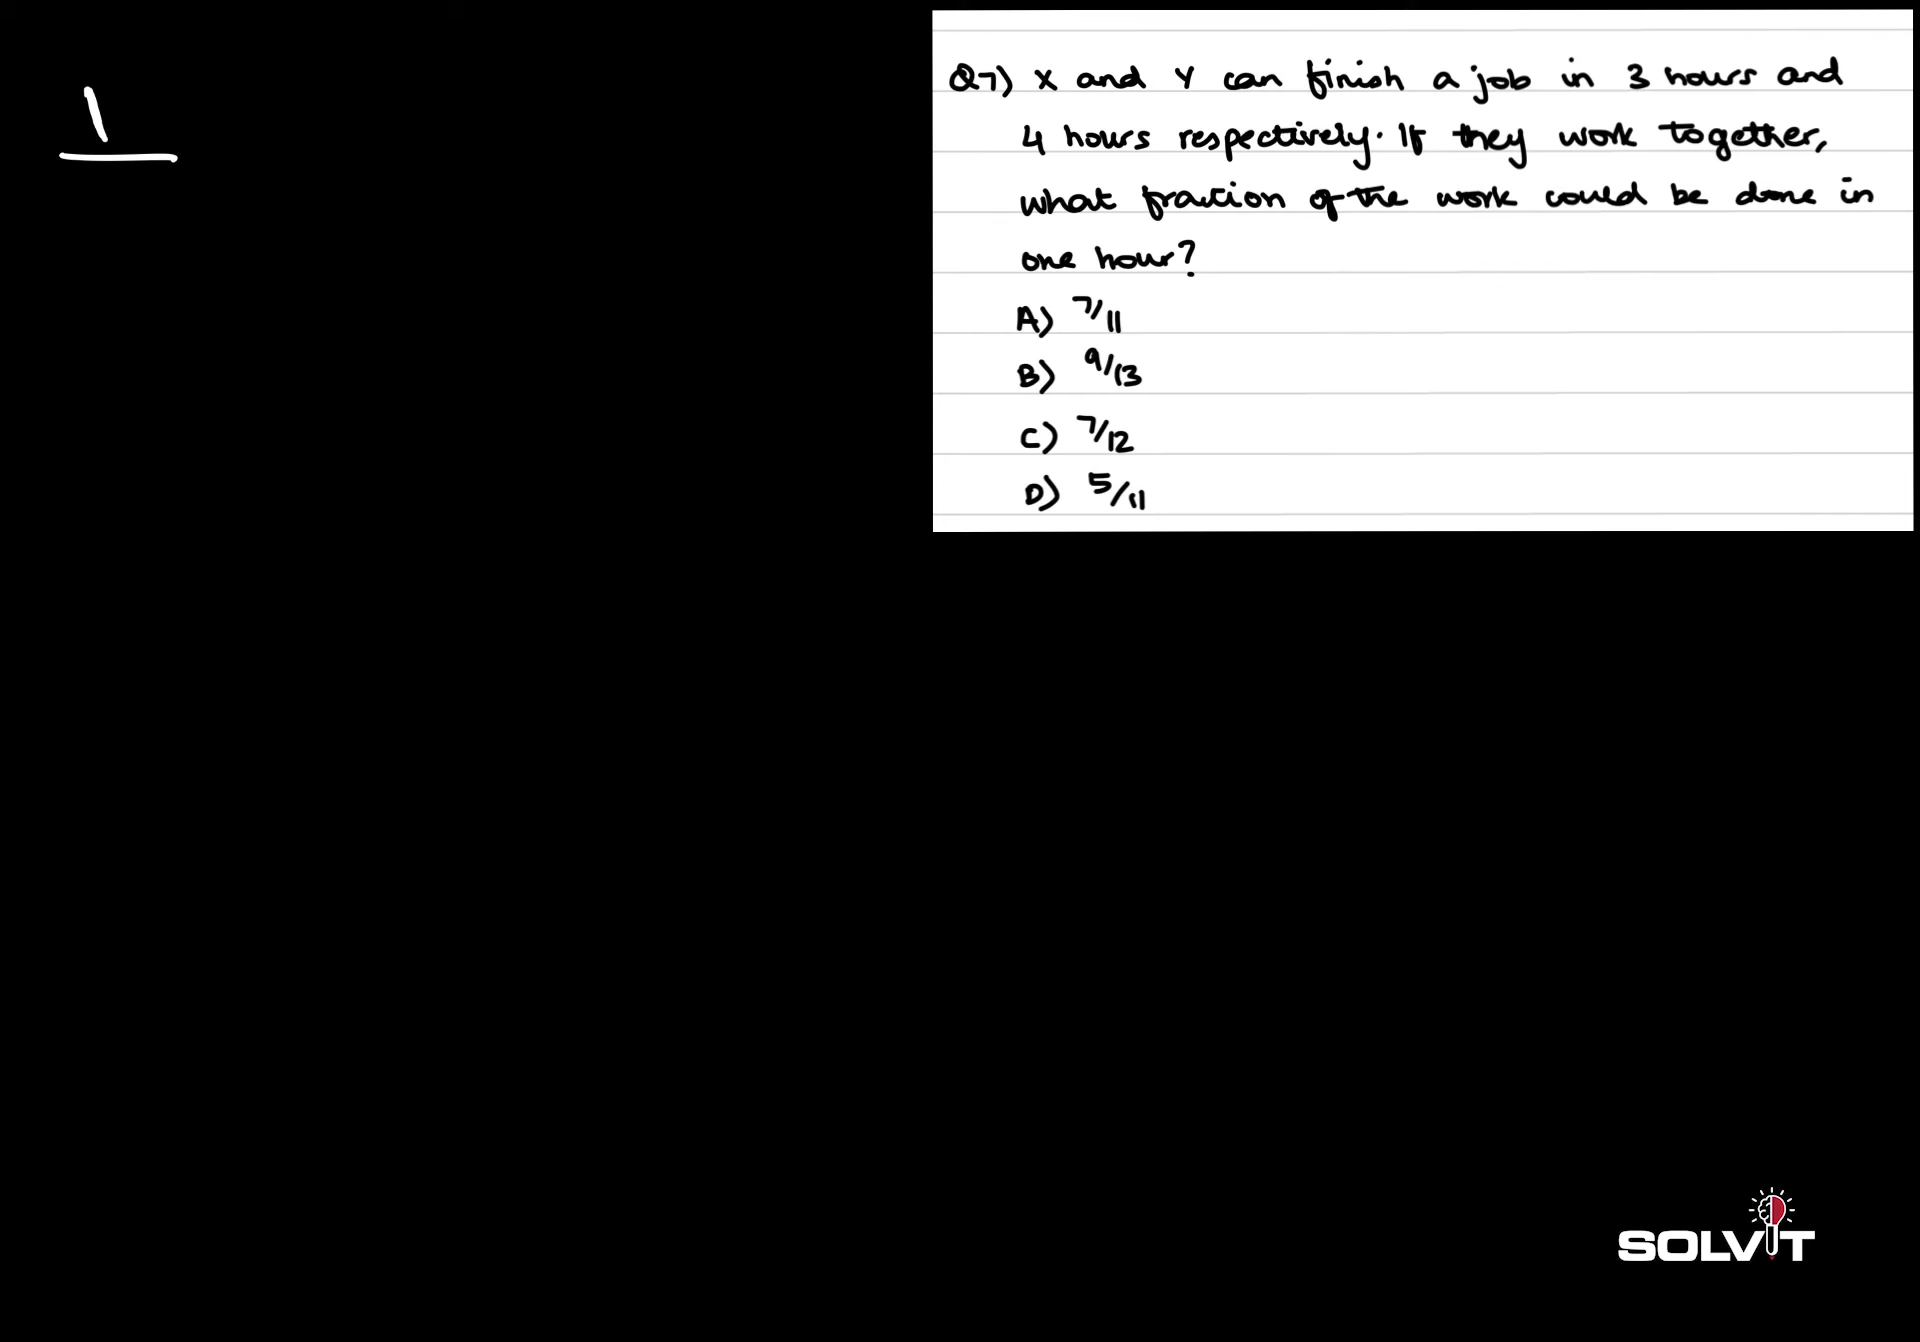 1
Q7) X and Y can finish a job in 3 hours and
4 hours respectively. If they work together,
what fraction of the work could be done in
one hour?
A) 7/11
B) 9/13
C) 7/12
D) 5/11
SOLVIT